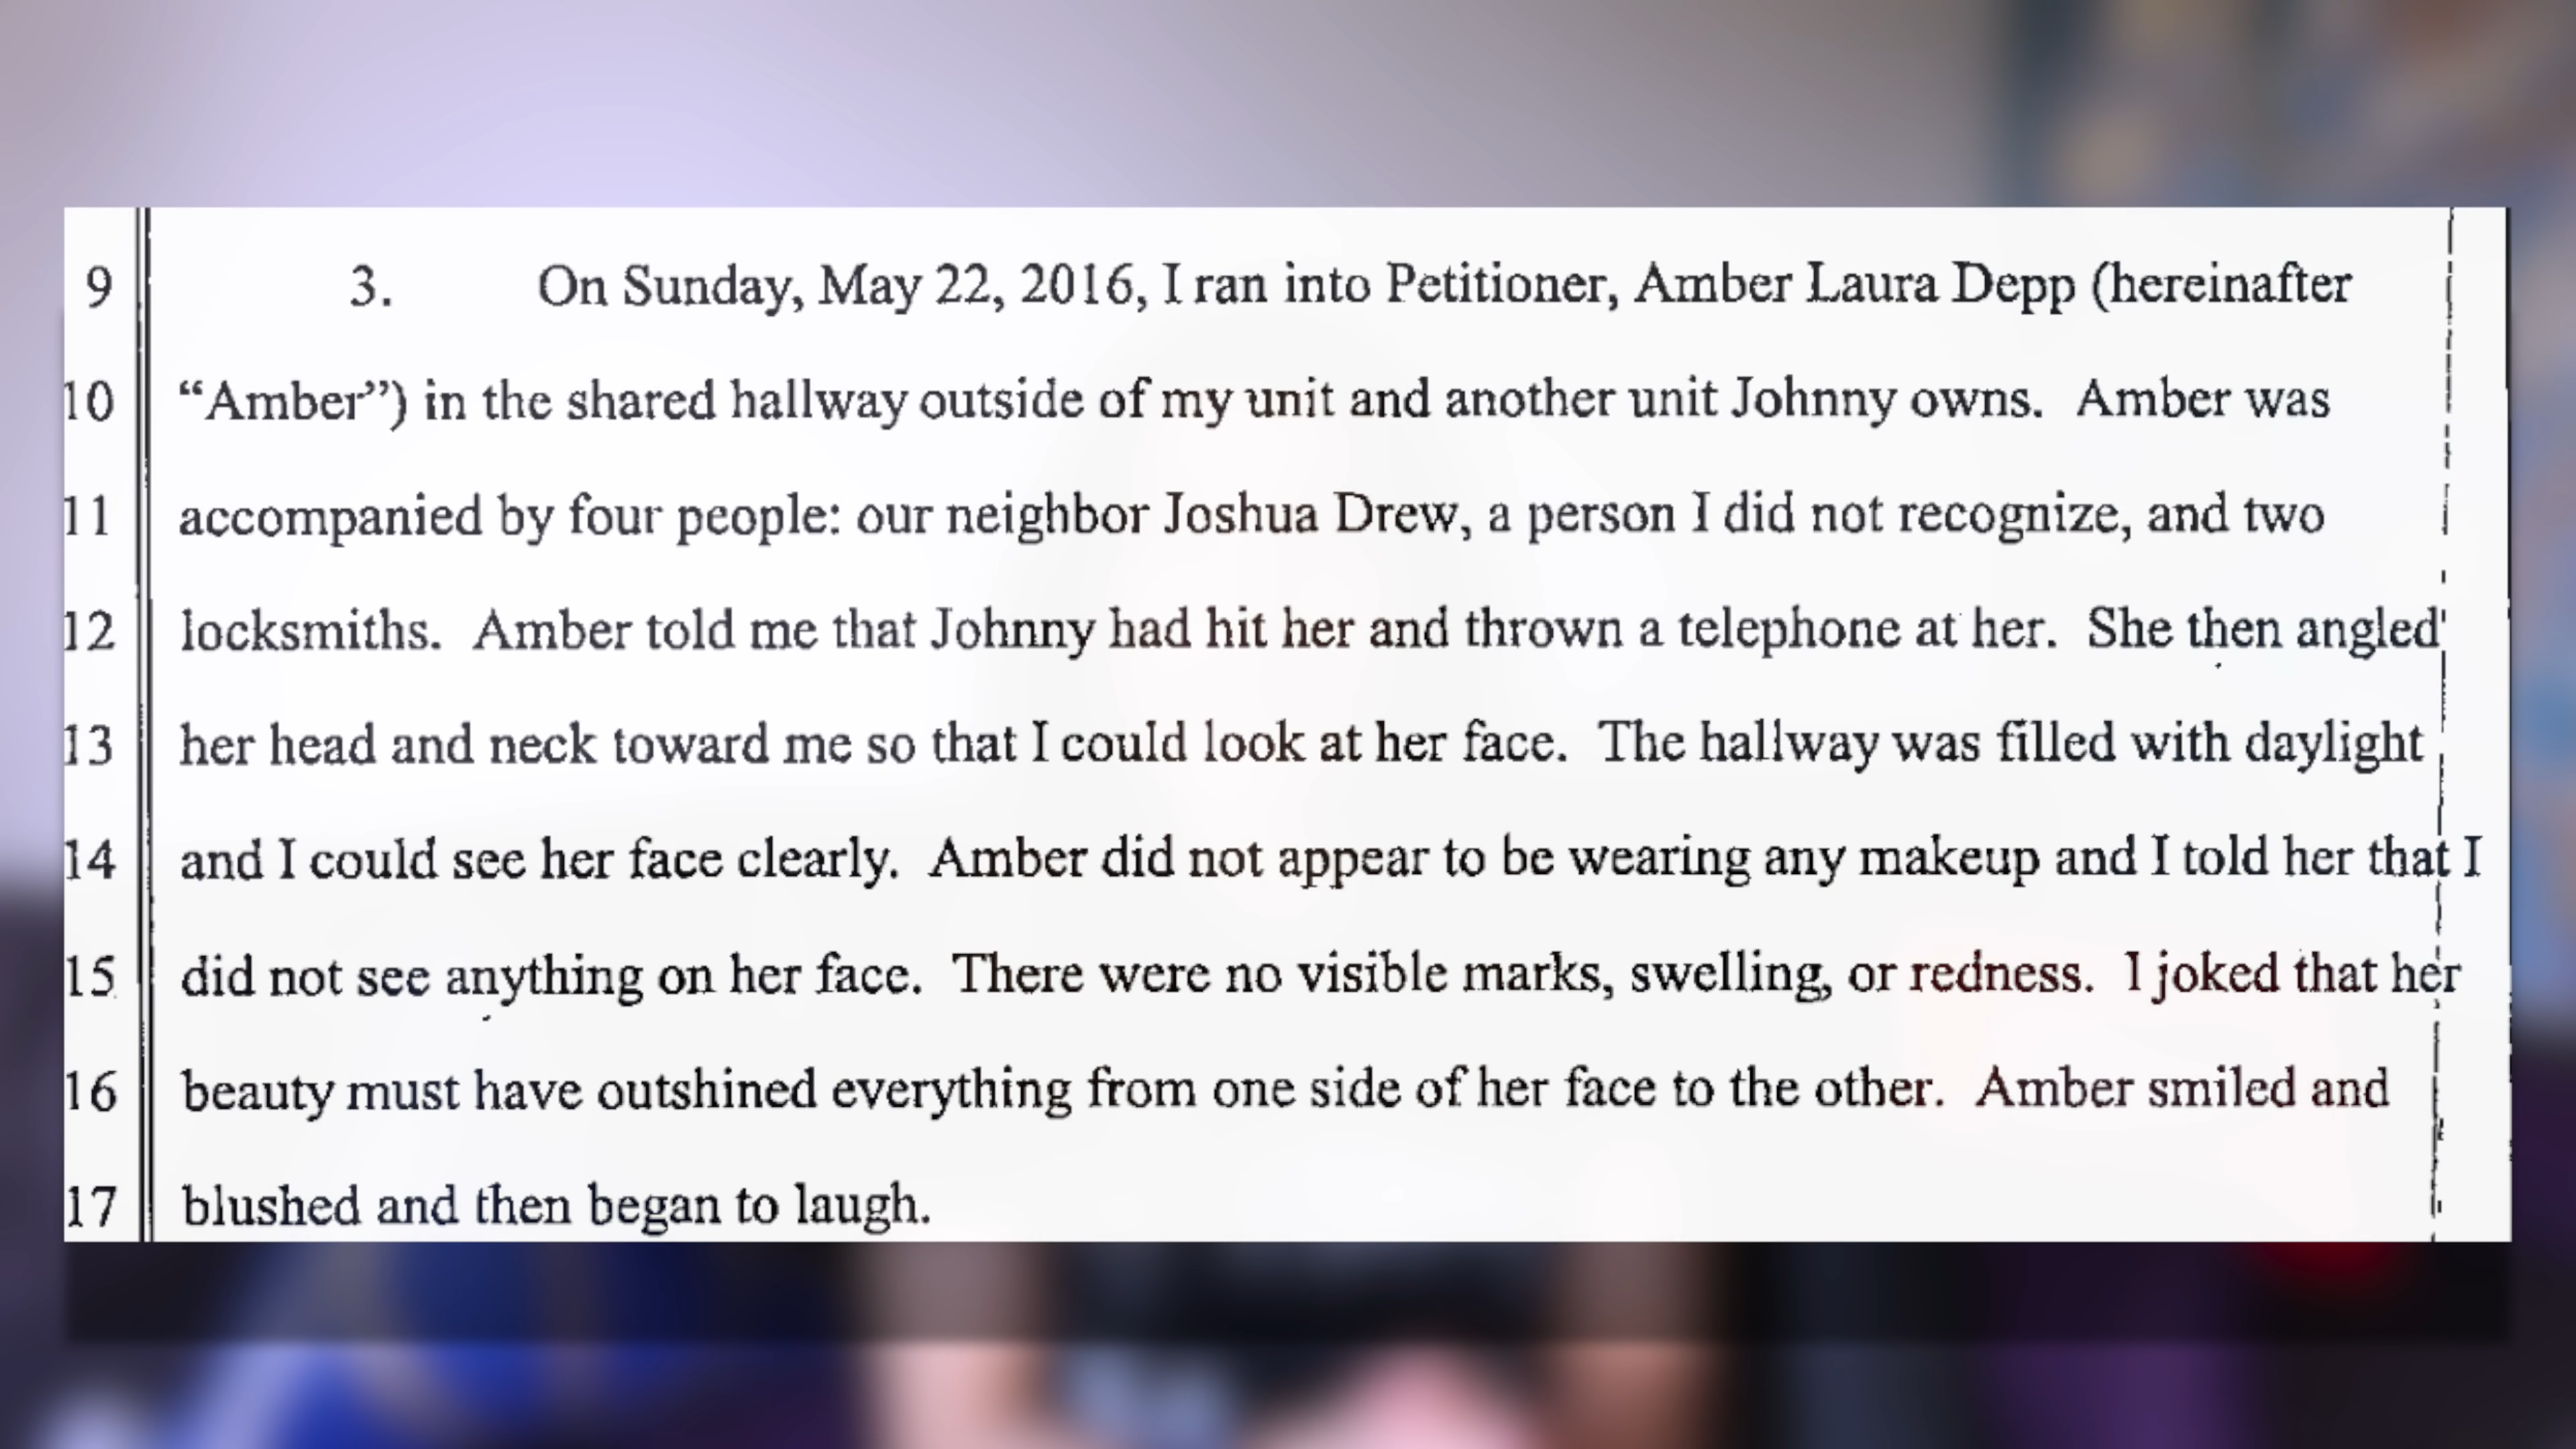 9 3. On Sunday, May 22, 2016, I ran into Petitioner, Amber Laura Depp (hereinafter
10 “Amber”) in the shared hallway outside of my unit and another unit Johnny owns. Amber was
11 accompanied by four people: our neighbor Joshua Drew, a person I did not recognize, and two
12 locksmiths. Amber told me that Johnny had hit her and thrown a telephone at her. She then angled
13 her head and neck toward me so that I could look at her face. The hallway was filled with daylight
14 and I could see her face clearly. Amber did not appear to be wearing any makeup and I told her that I
15 did not see anything on her face. There were no visible marks, swelling, or redness. I joked that her
16 beauty must have outshined everything from one side of her face to the other. Amber smiled and
17 blushed and then began to laugh.